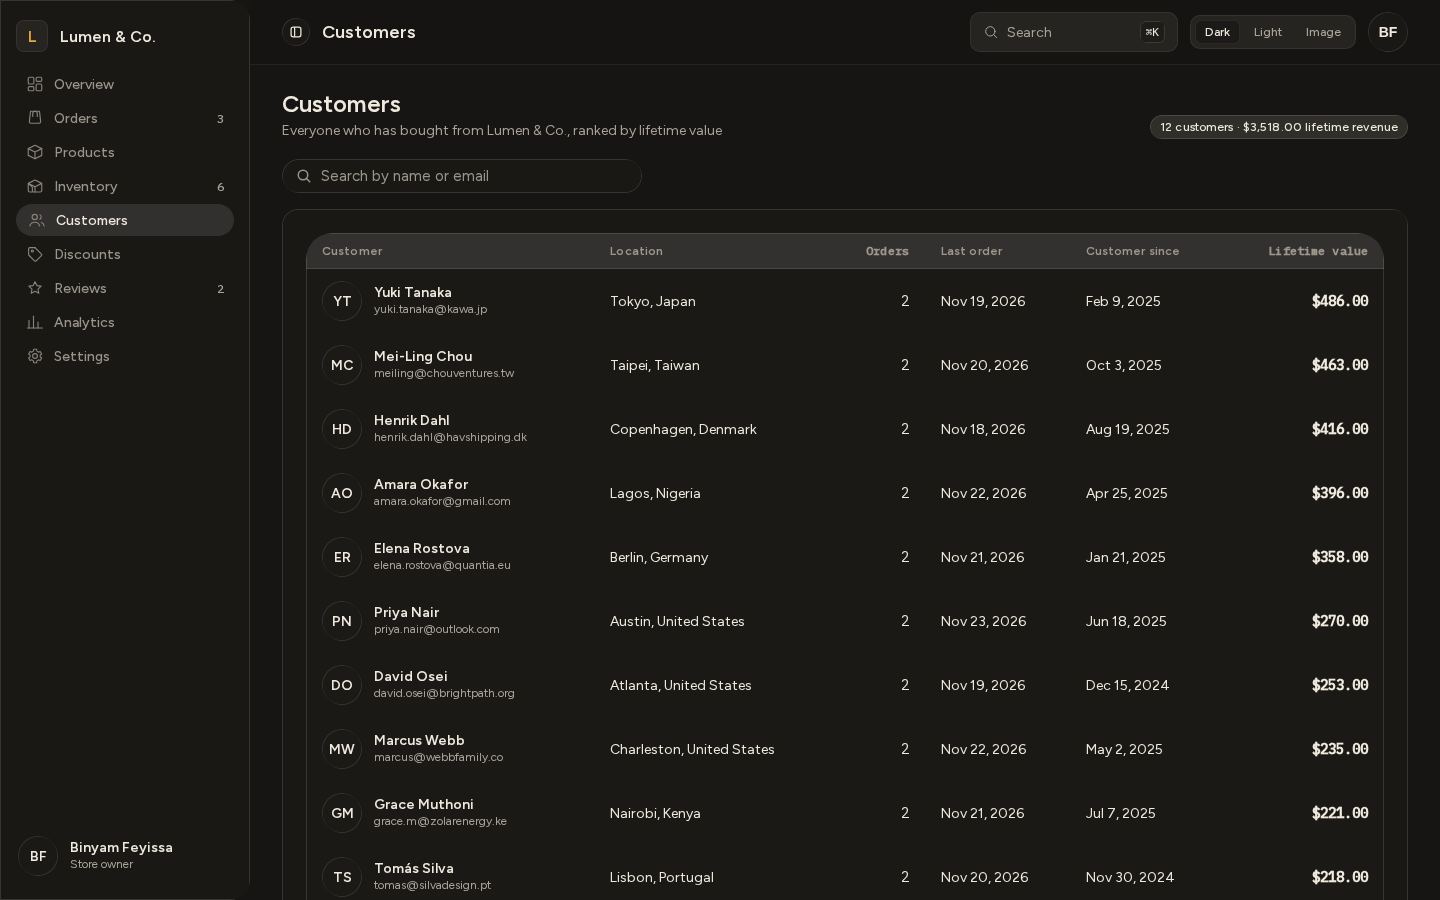 L Lumen & Co.
Overview
Orders 3
Products
Inventory 6
Customers
Discounts
Reviews 2
Analytics
Settings
BF Binyam Feyissa
Store owner
Customers
Search ⌘K
Dark Light Image
BF
Customers
Everyone who has bought from Lumen & Co., ranked by lifetime value
12 customers · $3,518.00 lifetime revenue
Search by name or email
Customer Location Orders Last order Customer since Lifetime value
YT Yuki Tanaka
yuki.tanaka@kawa.jp
Tokyo, Japan 2 Nov 19, 2026 Feb 9, 2025 $486.00
MC Mei-Ling Chou
meiling@chouventures.tw
Taipei, Taiwan 2 Nov 20, 2026 Oct 3, 2025 $463.00
HD Henrik Dahl
henrik.dahl@havshipping.dk
Copenhagen, Denmark 2 Nov 18, 2026 Aug 19, 2025 $416.00
AO Amara Okafor
amara.okafor@gmail.com
Lagos, Nigeria 2 Nov 22, 2026 Apr 25, 2025 $396.00
ER Elena Rostova
elena.rostova@quantia.eu
Berlin, Germany 2 Nov 21, 2026 Jan 21, 2025 $358.00
PN Priya Nair
priya.nair@outlook.com
Austin, United States 2 Nov 23, 2026 Jun 18, 2025 $270.00
DO David Osei
david.osei@brightpath.org
Atlanta, United States 2 Nov 19, 2026 Dec 15, 2024 $253.00
MW Marcus Webb
marcus@webbfamily.co
Charleston, United States 2 Nov 22, 2026 May 2, 2025 $235.00
GM Grace Muthoni
grace.m@zolarenergy.ke
Nairobi, Kenya 2 Nov 21, 2026 Jul 7, 2025 $221.00
TS Tomás Silva
tomas@silvadesign.pt
Lisbon, Portugal 2 Nov 20, 2026 Nov 30, 2024 $218.00